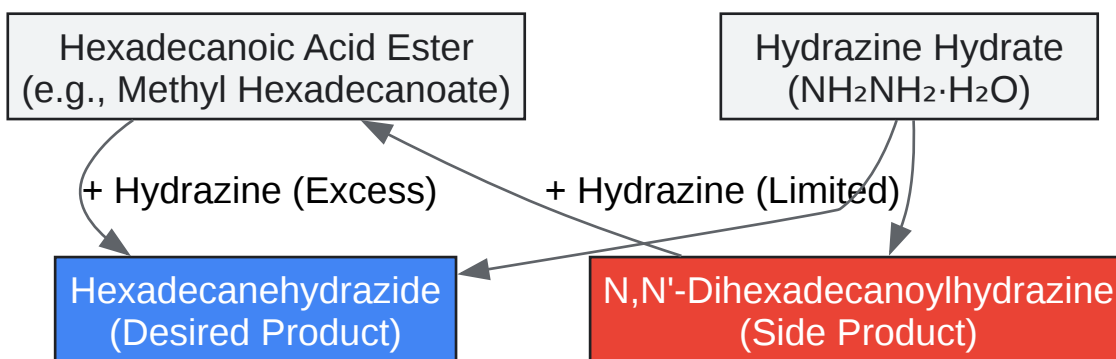 Hexadecanoic Acid Ester
(e.g., Methyl Hexadecanoate)
Hydrazine Hydrate
(NH₂NH₂·H₂O)
+ Hydrazine (Excess)
+ Hydrazine (Limited)
Hexadecanehydrazide
(Desired Product)
N,N'-Dihexadecanoylhydrazine
(Side Product)